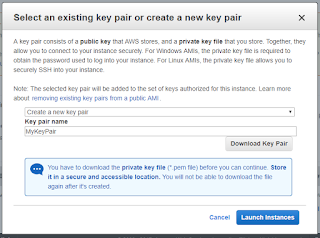 Select an existing key pair or create a new key pair
A key pair consists of a public key that AWS stores, and a private key file that you store. Together, they
allow you to connect to your instance securely. For Windows AMIs, the private key file is required to
obtain the password used to log into your instance. For Linux AMIs, the private key file allows you to
securely SSH into your instance.
Note: The selected key pair will be added to the set of keys authorized for this instance. Learn more
about removing existing key pairs from a public AMI .
Create a new key pair
Key pair name
MyKeyPair
Download Key Pair
You have to download the private key file (*.pem file) before you can continue. Store
it in a secure and accessible location. You will not be able to download the file
again after it's created.
Cancel
Launch Instances